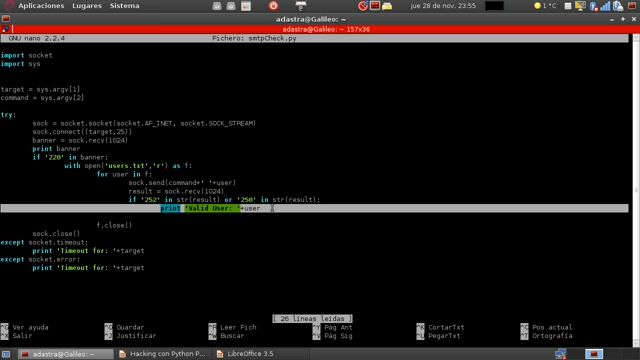 Aplicaciones Lugares Sistema jue 28 de nov, 23:55 1 °C
adastra@Galileo: ~
adastra@Galileo: ~ 157x36
GNU nano 2.2.4 Fichero: smtpCheck.py
import socket
import sys
target = sys.argv[1]
command = sys.argv[2]
try:
sock = socket.socket(socket.AF_INET, socket.SOCK_STREAM)
sock.connect((target,25))
banner = sock.recv(1024)
print banner
if '220' in banner:
with open('users.txt','r') as f:
for user in f:
sock.send(command+' '+user)
result = sock.recv(1024)
if '252' in str(result) or '250' in str(result):
print 'Valid User: '+user
f.close()
sock.close()
except socket.timeout:
print 'Timeout for: '+target
except socket.error:
print 'Timeout for: '+target
[ 26 líneas leídas ]
Ver ayuda ^O Guardar ^R Leer Fich ^Y Pág Ant ^K CortarTxt ^C Pos actual
^X Salir ^J Justificar ^W Buscar ^V Pág Sig ^U PegarTxt ^T Ortografía
adastra@Galileo: ~ Hacking con Python P... LibreOffice 3.5